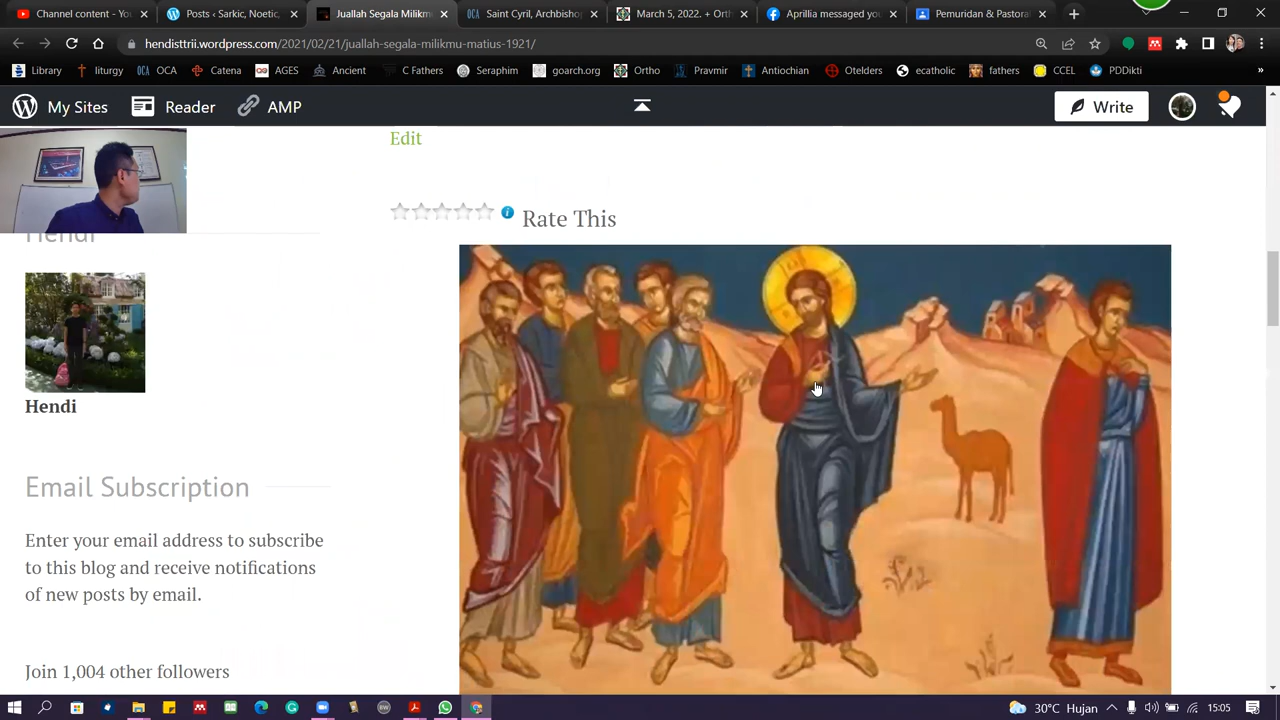 Channel content - You
Posts ‹ Sarkic, Noetic,
Juallah Segala Milikmu
Saint Cyril, Archbishop
March 5, 2022. + Orth
Aprillia messaged you
Pemuridan & Pastora
hendisttrii.wordpress.com/2021/02/21/juallah-segala-milikmu-matius-1921/
Library
liturgy
OCA
OCA
Catena
AGES
Ancient
C Fathers
Seraphim
goarch.org
Ortho
Pravmir
Antiochian
Otelders
ecatholic
fathers
CCEL
PDDikti
»
My Sites
Reader
AMP
Write
Edit
Rate This
Hendi
Hendi
Email Subscription
Enter your email address to subscribe
to this blog and receive notifications
of new posts by email.
Join 1,004 other followers
30°C Hujan
15:05